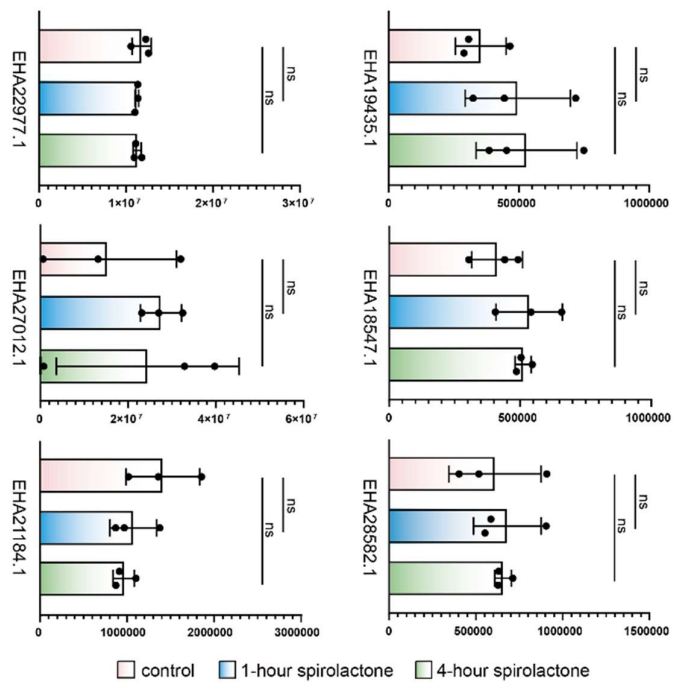 EHA22977.1
ns
ns
0 1×10⁷ 2×10⁷ 3×10⁷
EHA19435.1
ns
ns
0 500000 1000000
EHA27012.1
ns
ns
0 2×10⁷ 4×10⁷ 6×10⁷
EHA18547.1
ns
ns
0 500000 1000000
EHA21184.1
ns
ns
0 1000000 2000000 3000000
EHA28582.1
ns
ns
0 500000 1000000 1500000
control 1-hour spirolactone 4-hour spirolactone